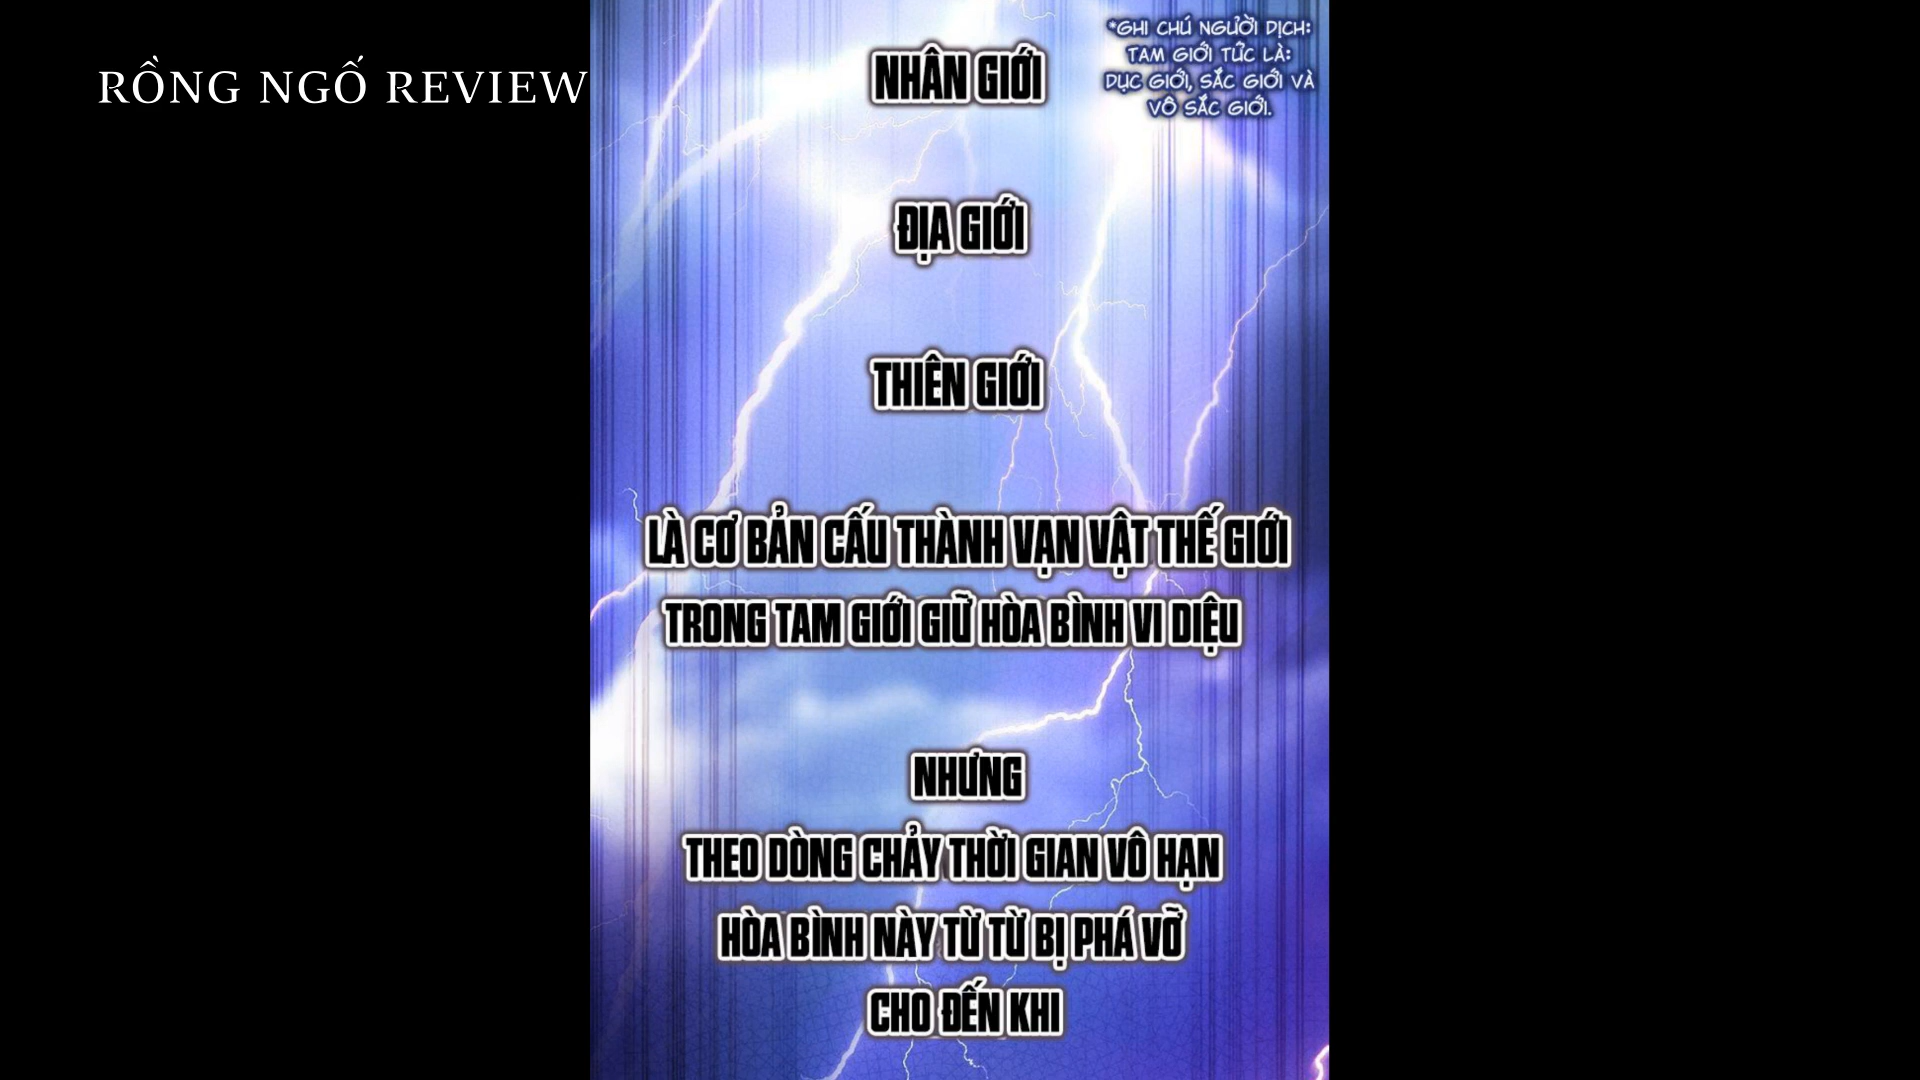 RỒNG NGỐ REVIEW
*GHI CHÚ NGƯỜI DỊCH:
TAM GIỚI TỨC LÀ:
DỤC GIỚI, SẮC GIỚI VÀ
VÔ SẮC GIỚI.
NHÂN GIỚI
ĐỊA GIỚI
THIÊN GIỚI
LÀ CƠ BẢN CẤU THÀNH VẠN VẬT THẾ GIỚI
TRONG TAM GIỚI GIỮ HÒA BÌNH VI DIỆU
NHƯNG
THEO DÒNG CHẢY THỜI GIAN VÔ HẠN
HÒA BÌNH NÀY TỪ TỪ BỊ PHÁ VỠ
CHO ĐẾN KHI